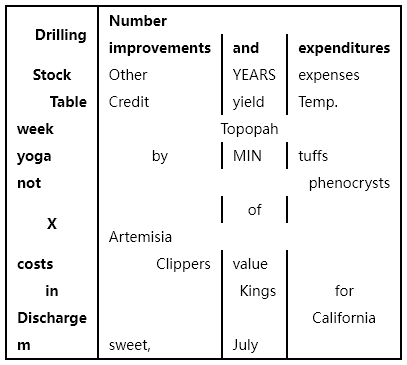 Drilling Number
improvements and expenditures
Stock Other YEARS expenses
Table Credit yield Temp.
week Topopah
yoga by MIN tuffs
not phenocrysts
X of
Artemisia
costs Clippers value
in Kings for
Discharge California
m sweet, July